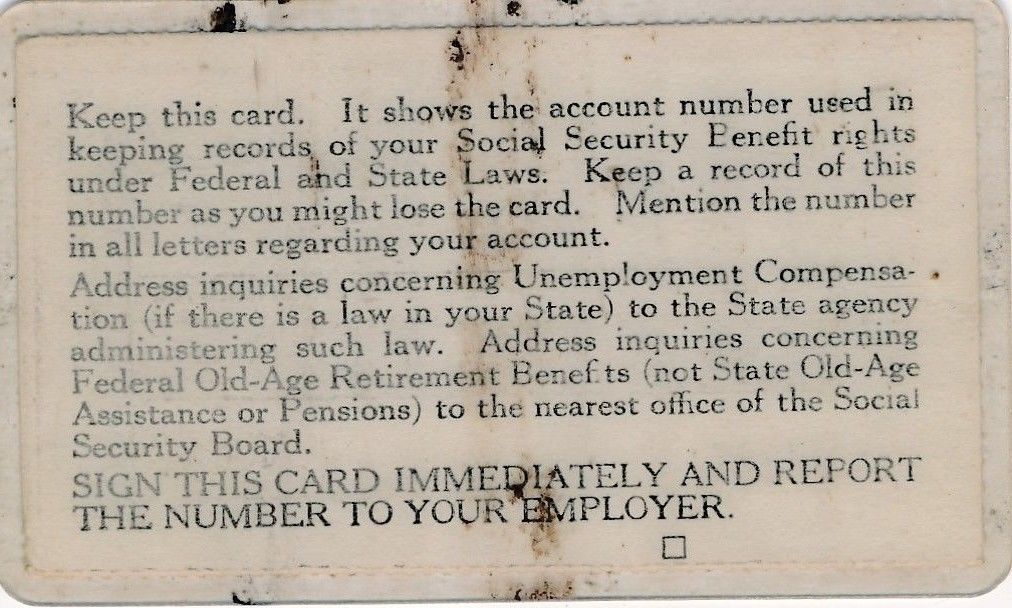 Keep this card. It shows the account number used in
keeping records of your Social Security Benefit rights
under Federal and State Laws. Keep a record of this
number as you might lose the card. Mention the number
in all letters regarding your account.
Address inquiries concerning Unemployment Compensa-
tion (if there is a law in your State) to the State agency
administering such law. Address inquiries concerning
Federal Old-Age Retirement Benefits (not State Old-Age
Assistance or Pensions) to the nearest office of the Social
Security Board.
SIGN THIS CARD IMMEDIATELY AND REPORT
THE NUMBER TO YOUR EMPLOYER.